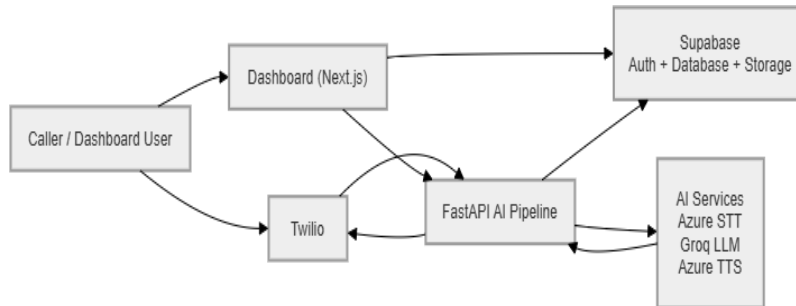 Supabase
Auth + Database + Storage
Dashboard (Next.js)
Caller / Dashboard User
Twilio
FastAPI AI Pipeline
AI Services
Azure STT
Groq LLM
Azure TTS